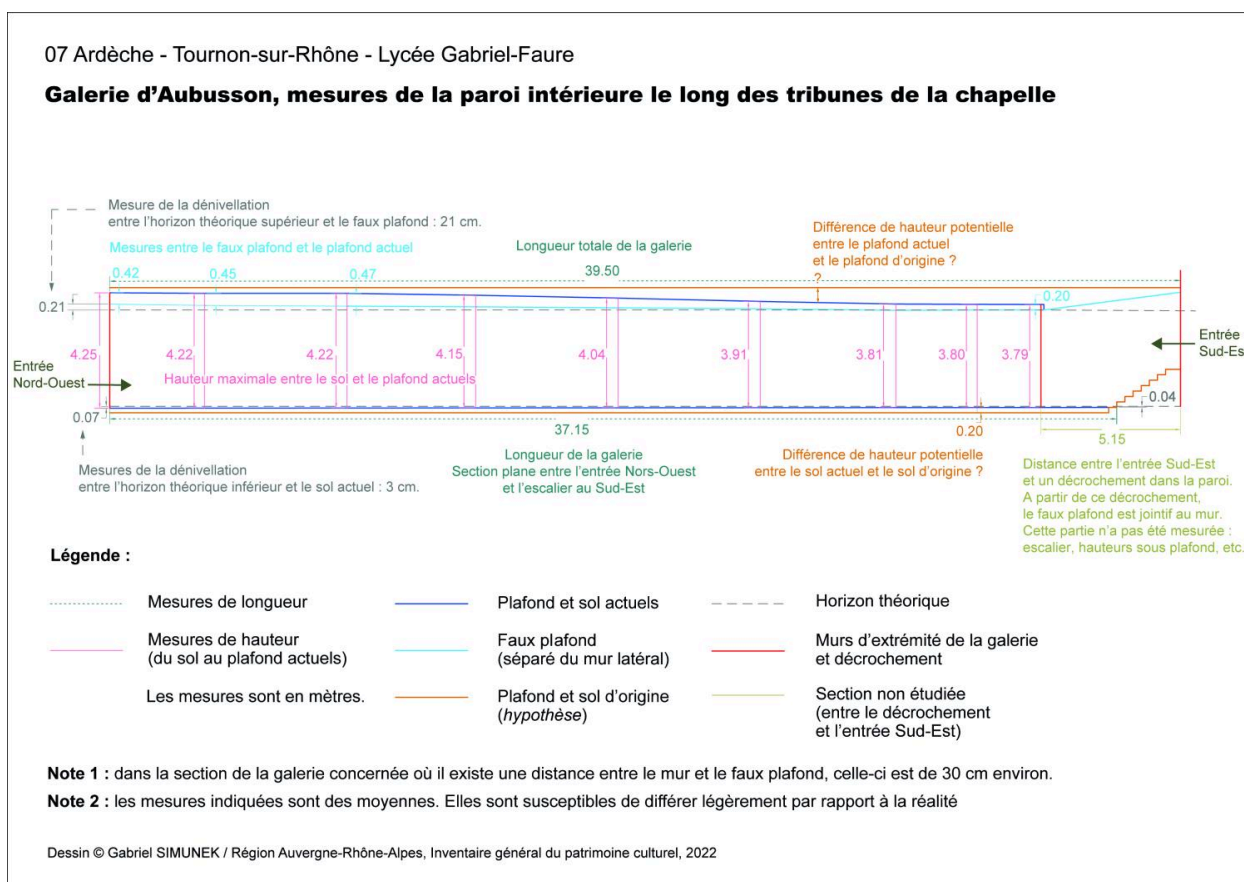 07 Ardèche - Tournon-sur-Rhône - Lycée Gabriel-Faure
Galerie d’Aubusson, mesures de la paroi intérieure le long des tribunes de la chapelle
Mesure de la dénivellation
entre l’horizon théorique supérieur et le faux plafond : 21 cm.
Mesures entre le faux plafond et le plafond actuel
Longueur totale de la galerie
Différence de hauteur potentielle
entre le plafond actuel
et le plafond d’origine ?
?
39.50
0.42
0.45
0.47
0.20
0.21
4.25
4.22
4.22
4.15
4.04
3.91
3.81
3.80
3.79
Entrée
Sud-Est
Entrée
Nord-Ouest
Hauteur maximale entre le sol et le plafond actuels
0.07
37.15
0.20
0.04
5.15
Mesures de la dénivellation
entre l’horizon théorique inférieur et le sol actuel : 3 cm.
Longueur de la galerie
Section plane entre l’entrée Nors-Ouest
et l’escalier au Sud-Est
Différence de hauteur potentielle
entre le sol actuel et le sol d’origine ?
Distance entre l’entrée Sud-Est
et un décrochement dans la paroi.
A partir de ce décrochement,
le faux plafond est jointif au mur.
Cette partie n’a pas été mesurée :
escalier, hauteurs sous plafond, etc.
Légende :
Mesures de longueur
Plafond et sol actuels
Horizon théorique
Mesures de hauteur
(du sol au plafond actuels)
Faux plafond
(séparé du mur latéral)
Murs d’extrémité de la galerie
et décrochement
Les mesures sont en mètres.
Plafond et sol d’origine
(hypothèse)
Section non étudiée
(entre le décrochement
et l’entrée Sud-Est)
Note 1 : dans la section de la galerie concernée où il existe une distance entre le mur et le faux plafond, celle-ci est de 30 cm environ.
Note 2 : les mesures indiquées sont des moyennes. Elles sont susceptibles de différer légèrement par rapport à la réalité
Dessin © Gabriel SIMUNEK / Région Auvergne-Rhône-Alpes, Inventaire général du patrimoine culturel, 2022